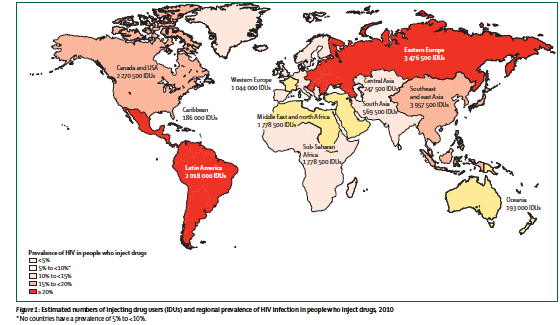 Eastern Europe
3 476 500 IDUs
Canada and USA
2 270 500 IDUs
Western Europe
1 044 000 IDUs
Central Asia
247 500 IDUs
Southeast
and east Asia
3 957 500 IDUs
Caribbean
186 000 IDUs
South Asia
569 500 IDUs
Middle East and north Africa
1 778 500 IDUs
Sub-Saharan
Africa
1 778 500 IDUs
Latin America
2 018 000 IDUs
Oceania
193 000 IDUs
Prevalence of HIV in people who inject drugs
<5%
5% to <10%*
10% to <15%
15% to <20%
≥20%
Figure 1: Estimated numbers of injecting drug users (IDUs) and regional prevalence of HIV infection in people who inject drugs, 2010
* No countries have a prevalence of 5% to <10%.